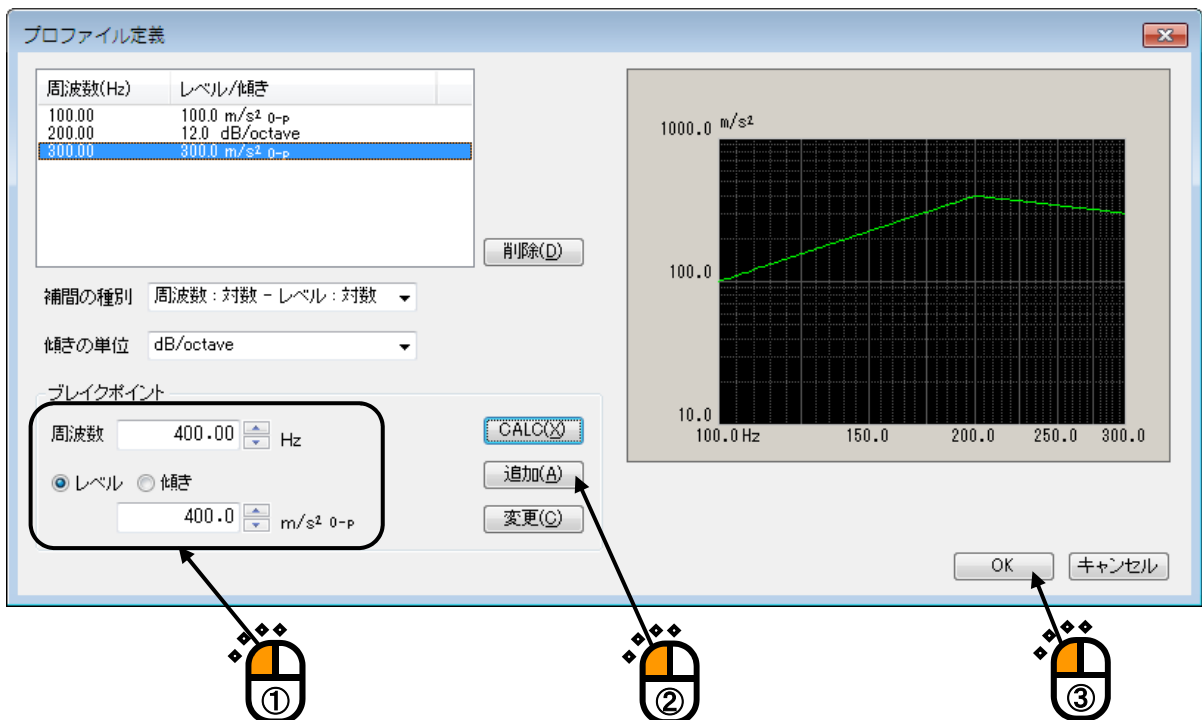 プロファイル定義
周波数(Hz) レベル/傾き
100.00 100.0 m/s² 0-P
200.00 12.0 dB/octave
300.00 300.0 m/s² 0-P
削除(D)
補間の種別 周波数：対数 - レベル：対数
傾きの単位 dB/octave
ブレイクポイント
周波数 400.00 Hz
レベル 傾き
400.0 m/s² 0-P
CALC(X)
追加(A)
変更(C)
1000.0 m/s²
100.0
10.0
100.0 Hz 150.0 200.0 250.0 300.0
OK キャンセル
① ② ③